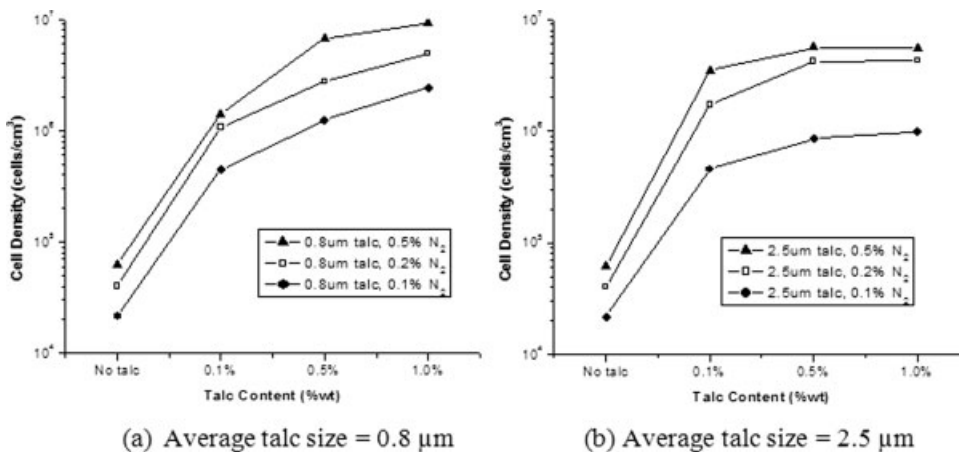 10⁷
10⁶
10⁵
10⁴
Cell Density (cells/cm³)
0.8um talc, 0.5% N₂
0.8um talc, 0.2% N₂
0.8um talc, 0.1% N₂
No talc 0.1% 0.5% 1.0%
Talc Content (%wt)
(a) Average talc size = 0.8 µm
10⁷
10⁶
10⁵
10⁴
Cell Density (cells/cm³)
2.5um talc, 0.5% N₂
2.5um talc, 0.2% N₂
2.5um talc, 0.1% N₂
No talc 0.1% 0.5% 1.0%
Talc Content (%wt)
(b) Average talc size = 2.5 µm